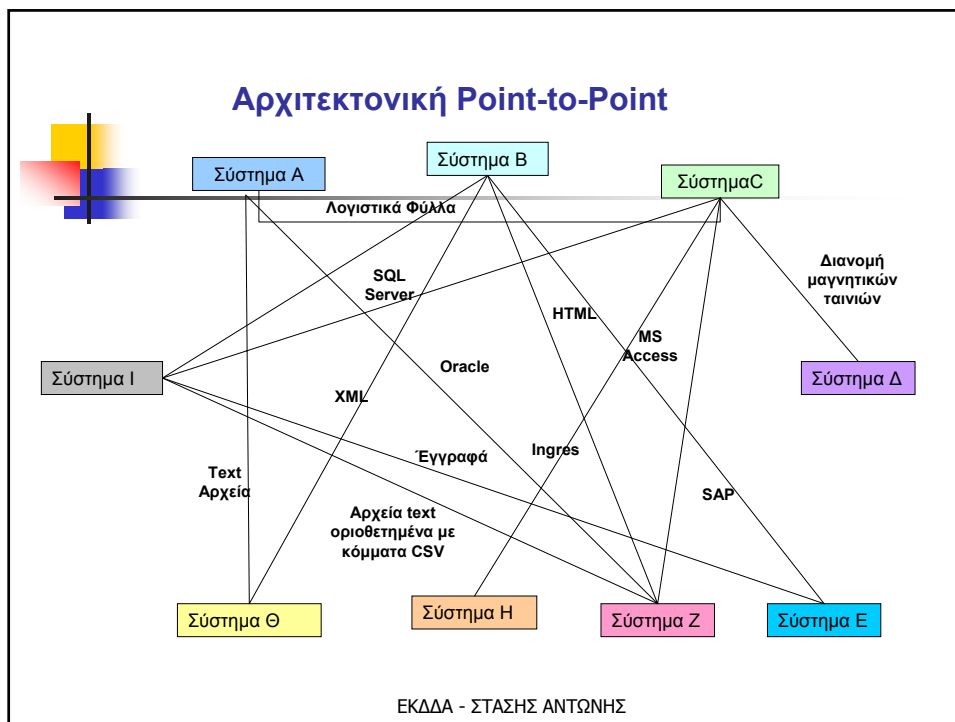 Αρχιτεκτονική Point-to-Point
Σύστημα Α
Σύστημα Β
ΣύστημαC
Λογιστικά Φύλλα
Διανομή
μαγνητικών
ταινιών
SQL
Server
HTML
MS
Access
Σύστημα Ι
Oracle
Σύστημα Δ
XML
Έγγραφά
Ingres
Text
Αρχεία
SAP
Αρχεία text
οριοθετημένα με
κόμματα CSV
Σύστημα Θ
Σύστημα Η
Σύστημα Ζ
Σύστημα Ε
ΕΚΔΔΑ - ΣΤΑΣΗΣ ΑΝΤΩΝΗΣ